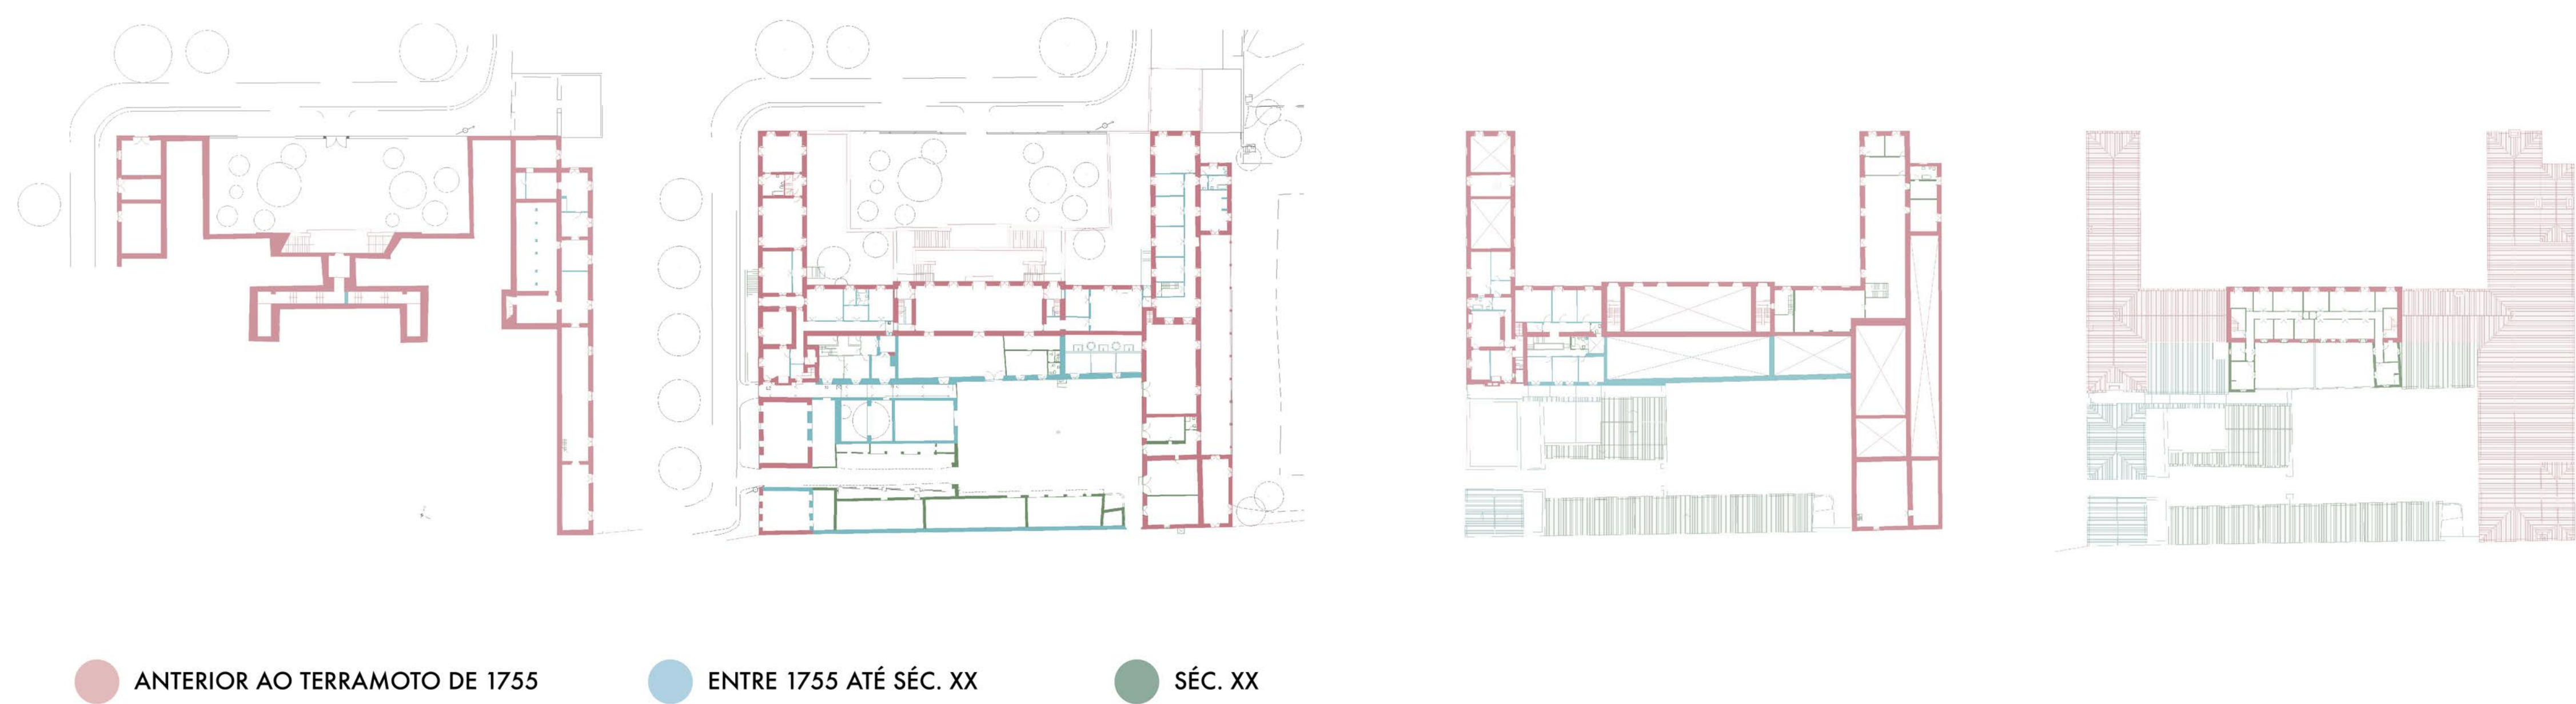 ANTERIOR AO TERRAMOTO DE 1755
ENTRE 1755 ATÉ SÉC. XX
SÉC. XX